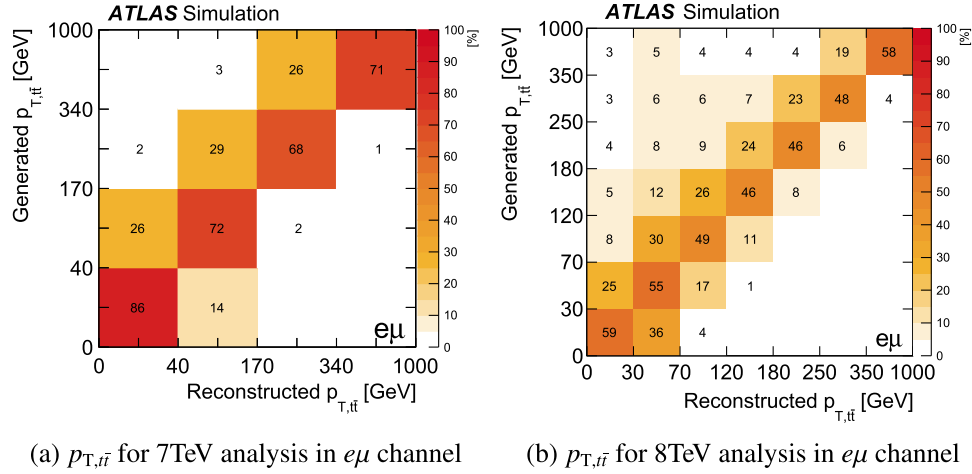 ATLAS Simulation
Generated p_T,tt̄ [GeV]
1000
340
170
40
0
3 26 71
2 29 68 1
26 72 2
86 14
eμ
0 40 170 340 1000
Reconstructed p_T,tt̄ [GeV]
[%]
100
90
80
70
60
50
40
30
20
10
0
(a) p_T,tt̄ for 7TeV analysis in eμ channel
ATLAS Simulation
Generated p_T,tt̄ [GeV]
1000
350
250
180
120
70
30
0
3 5 4 4 4 19 58
3 6 6 7 23 48 4
4 8 9 24 46 6
5 12 26 46 8
8 30 49 11
25 55 17 1
59 36 4
eμ
0 30 70 120 180 250 350 1000
Reconstructed p_T,tt̄ [GeV]
[%]
100
90
80
70
60
50
40
30
20
10
0
(b) p_T,tt̄ for 8TeV analysis in eμ channel